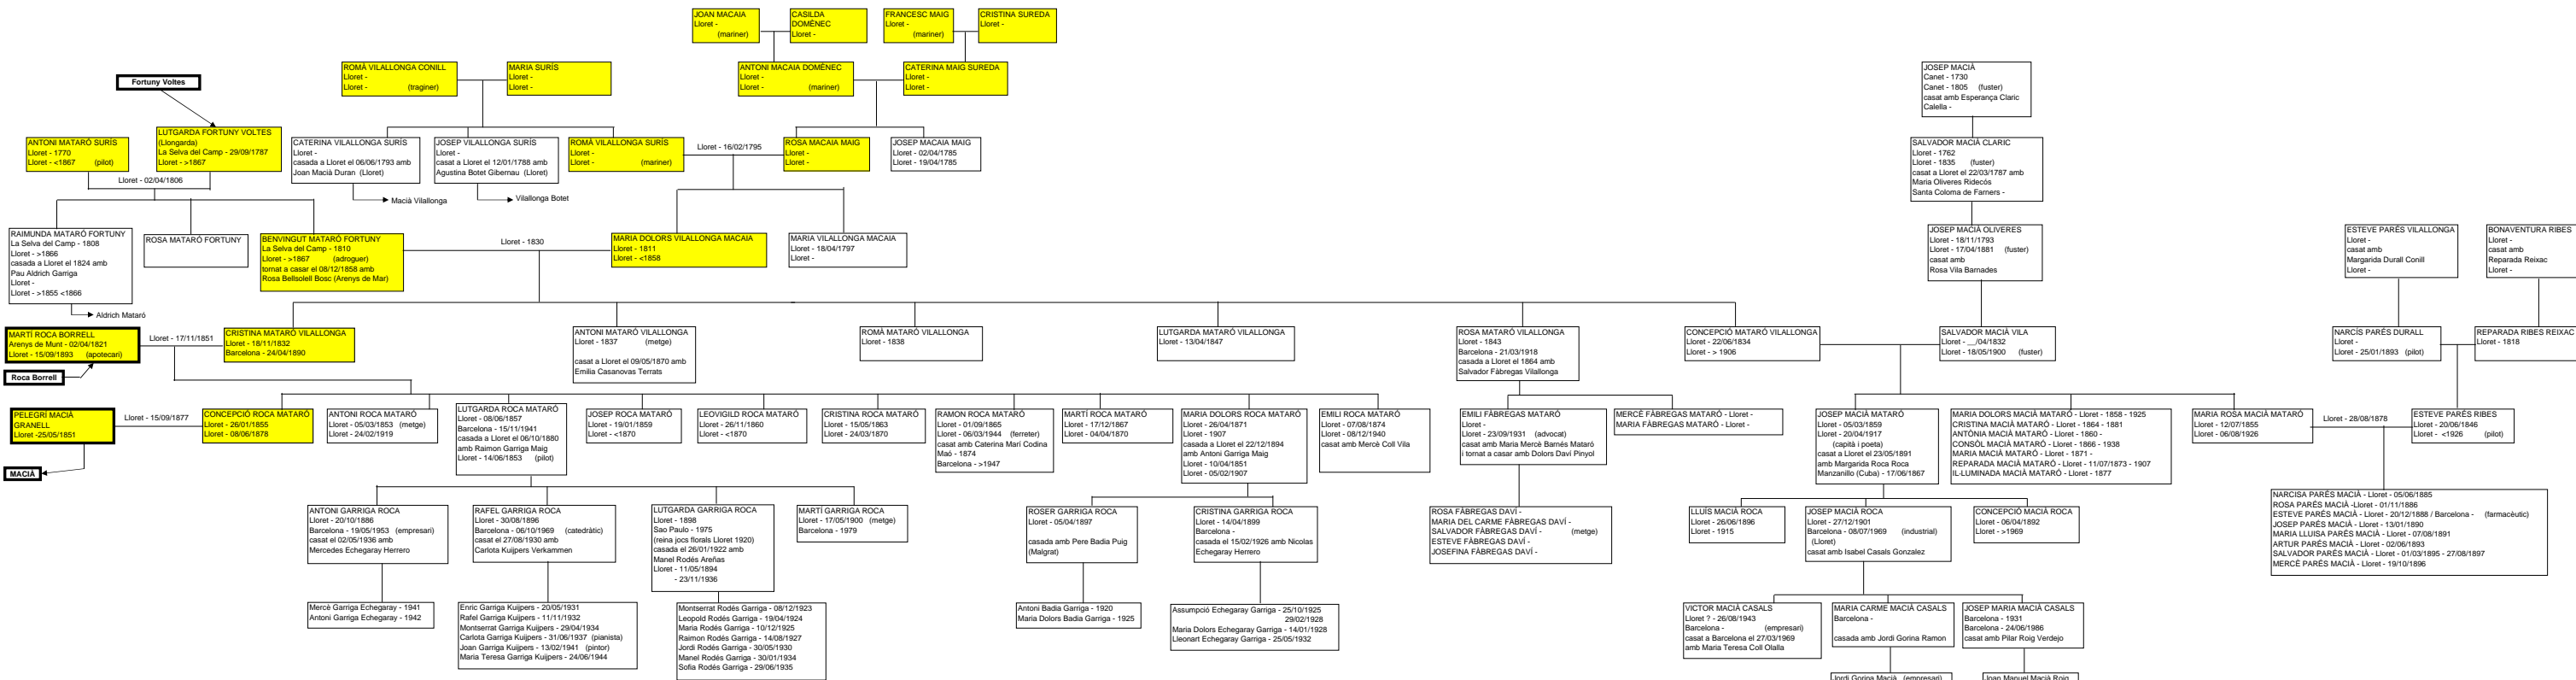 JOAN MACAIA
Lloret -
(mariner)
CASILDA
DOMÈNEC
Lloret -
FRANCESC MAIG
Lloret -
(mariner)
CRISTINA SUREDA
Lloret -
Fortuny Voltes
ROMÀ VILALLONGA CONILL
Lloret -
Lloret - (traginer)
MARIA SURÍS
Lloret -
Lloret -
ANTONI MACAIA DOMÈNEC
Lloret -
Lloret - (mariner)
CATERINA MAIG SUREDA
Lloret -
Lloret -
JOSEP MACIÀ
Canet - 1730
Canet - 1805 (fuster)
casat amb Esperança Claric
Calella -
ANTONI MATARÓ SURÍS
Lloret - 1770
Lloret - <1867 (pilot)
LUTGARDA FORTUNY VOLTES
(Llongarda)
La Selva del Camp - 29/09/1787
Lloret - >1867
CATERINA VILALLONGA SURÍS
Lloret -
casada a Lloret el 06/06/1793 amb
Joan Macià Duran (Lloret)
JOSEP VILALLONGA SURÍS
Lloret -
casat a Lloret el 12/01/1788 amb
Agustina Botet Gibernau (Lloret)
ROMÀ VILALLONGA SURÍS
Lloret -
Lloret - (mariner)
Lloret - 16/02/1795
ROSA MACAIA MAIG
Lloret -
Lloret -
JOSEP MACAIA MAIG
Lloret - 02/04/1785
Lloret - 19/04/1785
SALVADOR MACIÀ CLARIC
Lloret - 1762
Lloret - 1835 (fuster)
casat a Lloret el 22/03/1787 amb
Maria Oliveres Ridecós
Santa Coloma de Farners -
Lloret - 02/04/1806
Macià Vilallonga
Vilallonga Botet
RAIMUNDA MATARÓ FORTUNY
La Selva del Camp - 1808
Lloret - >1866
casada a Lloret el 1824 amb
Pau Aldrich Garriga
Lloret -
Lloret - >1855 <1866
ROSA MATARÓ FORTUNY
BENVINGUT MATARÓ FORTUNY
La Selva del Camp - 1810
Lloret - >1867 (adroguer)
tornat a casar el 08/12/1858 amb
Rosa Bellsolell Bosc (Arenys de Mar)
Lloret - 1830
MARIA DOLORS VILALLONGA MACAIA
Lloret - 1811
Lloret - <1858
MARIA VILALLONGA MACAIA
Lloret - 18/04/1797
Lloret -
JOSEP MACIÀ OLIVERES
Lloret - 18/11/1793
Lloret - 17/04/1881 (fuster)
casat amb
Rosa Vila Barnades
ESTEVE PARÉS VILALLONGA
Lloret -
casat amb
Margarida Durall Conill
Lloret -
BONAVENTURA RIBES
Lloret -
casat amb
Reparada Reixac
Lloret -
Aldrich Mataró
MARTÍ ROCA BORRELL
Arenys de Munt - 02/04/1821
Lloret - 15/09/1893 (apotecari)
Lloret - 17/11/1851
CRISTINA MATARÓ VILALLONGA
Lloret - 18/11/1832
Barcelona - 24/04/1890
ANTONI MATARÓ VILALLONGA
Lloret - 1837 (metge)
casat a Lloret el 09/05/1870 amb
Emilia Casanovas Terrats
ROMÀ MATARÓ VILALLONGA
Lloret - 1838
LUTGARDA MATARÓ VILALLONGA
Lloret - 13/04/1847
ROSA MATARÓ VILALLONGA
Lloret - 1843
Barcelona - 21/03/1918
casada a Lloret el 1864 amb
Salvador Fàbregas Vilallonga
CONCEPCIÓ MATARÓ VILALLONGA
Lloret - 22/06/1834
Lloret - > 1906
SALVADOR MACIÀ VILA
Lloret - __/04/1832
Lloret - 18/05/1900 (fuster)
NARCÍS PARÉS DURALL
Lloret -
Lloret - 25/01/1893 (pilot)
REPARADA RIBES REIXAC
Lloret - 1818
Roca Borrell
PELEGRÍ MACIÀ
GRANELL
Lloret -25/05/1851
Lloret - 15/09/1877
CONCEPCIÓ ROCA MATARÓ
Lloret - 26/01/1855
Lloret - 08/06/1878
ANTONI ROCA MATARÓ
Lloret - 05/03/1853 (metge)
Lloret - 24/02/1919
LUTGARDA ROCA MATARÓ
Lloret - 08/06/1857
Barcelona - 15/11/1941
casada a Lloret el 06/10/1880
amb Raimon Garriga Maig
Lloret - 14/06/1853 (pilot)
JOSEP ROCA MATARÓ
Lloret - 19/01/1859
Lloret - <1870
LEOVIGILD ROCA MATARÓ
Lloret - 26/11/1860
Lloret - <1870
CRISTINA ROCA MATARÓ
Lloret - 15/05/1863
Lloret - 24/03/1870
RAMON ROCA MATARÓ
Lloret - 01/09/1865
Lloret - 06/03/1944 (ferreter)
casat amb Caterina Marí Codina
Maó - 1874
Barcelona - >1947
MARTÍ ROCA MATARÓ
Lloret - 17/12/1867
Lloret - 04/04/1870
MARIA DOLORS ROCA MATARÓ
Lloret - 26/04/1871
Lloret - 1907
casada a Lloret el 22/12/1894
amb Antoni Garriga Maig
Lloret - 10/04/1851
Lloret - 05/02/1907
EMILI ROCA MATARÓ
Lloret - 07/08/1874
Lloret - 08/12/1940
casat ama Mercè Coll Vila
EMILI FÀBREGAS MATARÓ
Lloret -
Lloret - 23/09/1931 (advocat)
casat amb Maria Mercè Barnés Mataró
i tornat a casar amb Dolors Daví Pinyol
MERCÈ FÀBREGAS MATARÓ - Lloret -
MARIA FÀBREGAS MATARÓ - Lloret -
JOSEP MACIÀ MATARÓ
Lloret - 05/03/1859
Lloret - 20/04/1917
(capità i poeta)
casat a Lloret el 23/05/1891
amb Margarida Roca Roca
Manzanillo (Cuba) - 17/06/1867
MARIA DOLORS MACIÀ MATARÓ - Lloret - 1858 - 1925
CRISTINA MACIÀ MATARÓ - Lloret - 1864 - 1881
ANTÒNIA MACIÀ MATARÓ - Lloret - 1860 -
CONSÒL MACIÀ MATARÓ - Lloret - 1866 - 1938
MARIA MACIÀ MATARÓ - Lloret - 1871 -
REPARADA MACIÀ MATARÓ - Lloret - 11/07/1873 - 1907
IL·LUMINADA MACIÀ MATARÓ - Lloret - 1877
MARIA ROSA MACIÀ MATARÓ
Lloret - 12/07/1855
Lloret - 06/08/1926
Lloret - 28/08/1878
ESTEVE PARÉS RIBES
Lloret - 20/06/1846
Lloret - <1926 (pilot)
MACIÀ
ANTONI GARRIGA ROCA
Lloret - 20/10/1886
Barcelona - 19/05/1953 (empresari)
casat el 02/05/1936 amb
Mercedes Echegaray Herrero
RAFEL GARRIGA ROCA
Lloret - 30/08/1896
Barcelona - 06/10/1969 (catedràtic)
casat el 27/08/1930 amb
Carlota Kuijpers Verkammen
LUTGARDA GARRIGA ROCA
Lloret - 1898
Sao Paulo - 1975
(reina jocs florals Lloret 1920)
casada el 26/01/1922 amb
Manel Rodés Areñas
Lloret - 11/05/1894
- 23/11/1936
MARTÍ GARRIGA ROCA
Lloret - 17/05/1900 (metge)
Barcelona - 1979
ROSER GARRIGA ROCA
Lloret - 05/04/1897
casada amb Pere Badia Puig
(Malgrat)
CRISTINA GARRIGA ROCA
Lloret - 14/04/1899
Barcelona -
casada el 15/02/1926 amb Nicolas
Echegaray Herrero
ROSA FÀBREGAS DAVÍ -
MARIA DEL CARME FÀBREGAS DAVÍ -
SALVADOR FÀBREGAS DAVÍ - (metge)
ESTEVE FÀBREGAS DAVÍ -
JOSEFINA FÀBREGAS DAVÍ -
LLUÍS MACIÀ ROCA
Lloret - 26/06/1896
Lloret - 1915
JOSEP MACIÀ ROCA
Lloret - 27/12/1901
Barcelona - 08/07/1969 (industrial)
(Lloret)
casat amb Isabel Casals Gonzalez
CONCEPCIÓ MACIÀ ROCA
Lloret - 06/04/1892
Lloret - >1969
NARCISA PARÉS MACIÀ - Lloret - 05/06/1885
ROSA PARÉS MACIÀ - Lloret - 01/11/1886
ESTEVE PARÉS MACIÀ - Lloret - 20/12/1888 / Barcelona - (farmacèutic)
JOSEP PARÉS MACIÀ - Lloret - 13/01/1890
MARIA LLUISA PARÉS MACIÀ - Lloret - 07/08/1891
ARTUR PARÉS MACIÀ - Lloret - 02/06/1893
SALVADOR PARÉS MACIÀ - Lloret - 01/03/1895 - 27/08/1897
MERCÈ PARÉS MACIÀ - Lloret - 19/10/1896
Mercè Garriga Echegaray - 1941
Antoni Garriga Echegaray - 1942
Enric Garriga Kuijpers - 20/05/1931
Rafel Garriga Kuijpers - 11/11/1932
Montserrat Garriga Kuijpers - 29/04/1934
Carlota Garriga Kuijpers - 31/06/1937 (pianista)
Joan Garriga Kuijpers - 13/02/1941 (pintor)
Maria Teresa Garriga Kuijpers - 24/06/1944
Montserrat Rodés Garriga - 08/12/1923
Leopold Rodés Garriga - 19/04/1924
Maria Rodés Garriga - 10/12/1925
Raimon Rodés Garriga - 14/08/1927
Jordi Rodés Garriga - 30/05/1930
Manel Rodés Garriga - 30/01/1934
Sofia Rodés Garriga - 29/06/1935
Antoni Badia Garriga - 1920
Maria Dolors Badia Garriga - 1925
Assumpció Echegaray Garriga - 25/10/1925
29/02/1928
Maria Dolors Echegaray Garriga - 14/01/1928
Lleonart Echegaray Garriga - 25/05/1932
VICTOR MACIÀ CASALS
Lloret ? - 26/08/1943
Barcelona - (empresari)
casat a Barcelona el 27/03/1969
amb Maria Teresa Coll Olalla
MARIA CARME MACIÀ CASALS
Barcelona -
casada amb Jordi Gorina Ramon
JOSEP MARIA MACIÀ CASALS
Barcelona - 1931
Barcelona - 24/06/1986
casat amb Pilar Roig Verdejo
Jordi Gorina Macià (empresari)
Joan Manuel Macià Roig